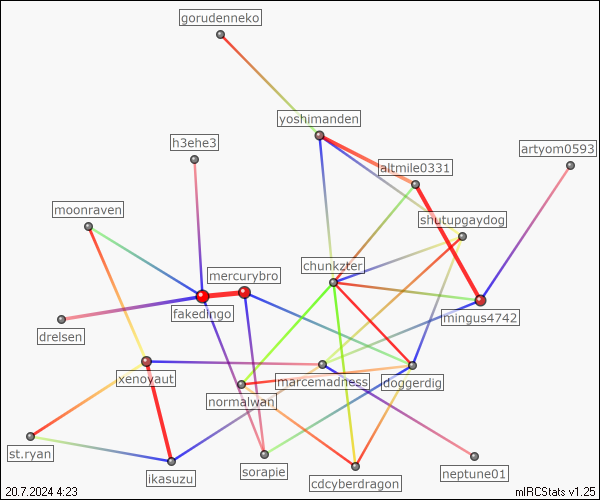 gorudenneko
yoshimanden
h3ehe3
artyom0593
altmile0331
moonraven
shutupgaydog
chunkzter
mercurybro
fakedingo
mingus4742
drelsen
xenoyaut
marcemadness
doggerdig
normalwan
st.ryan
ikasuzu
sorapie
cdcyberdragon
neptune01
20.7.2024 4:23
mIRCStats v1.25